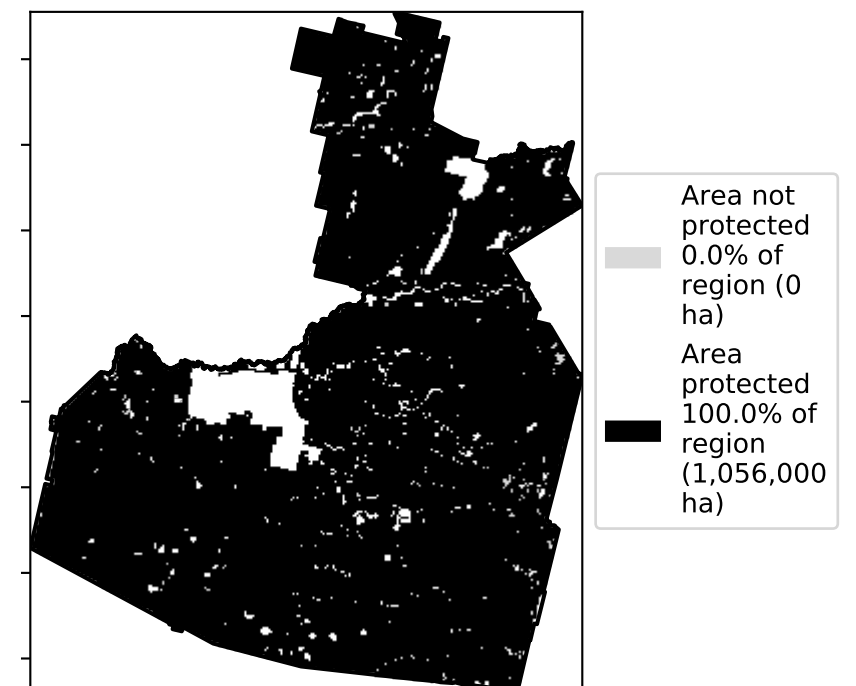 Area not
protected
0.0% of
region (0
ha)
Area
protected
100.0% of
region
(1,056,000
ha)